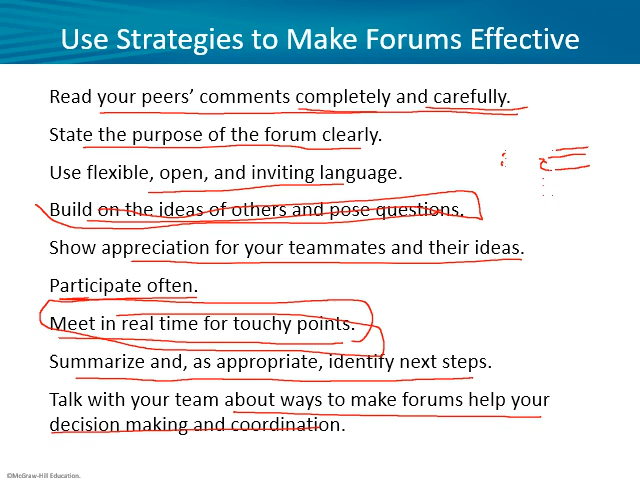 Use Strategies to Make Forums Effective
Read your peers’ comments completely and carefully.
State the purpose of the forum clearly.
Use flexible, open, and inviting language.
Build on the ideas of others and pose questions.
Show appreciation for your teammates and their ideas.
Participate often.
Meet in real time for touchy points.
Summarize and, as appropriate, identify next steps.
Talk with your team about ways to make forums help your
decision making and coordination.
©McGraw-Hill Education.